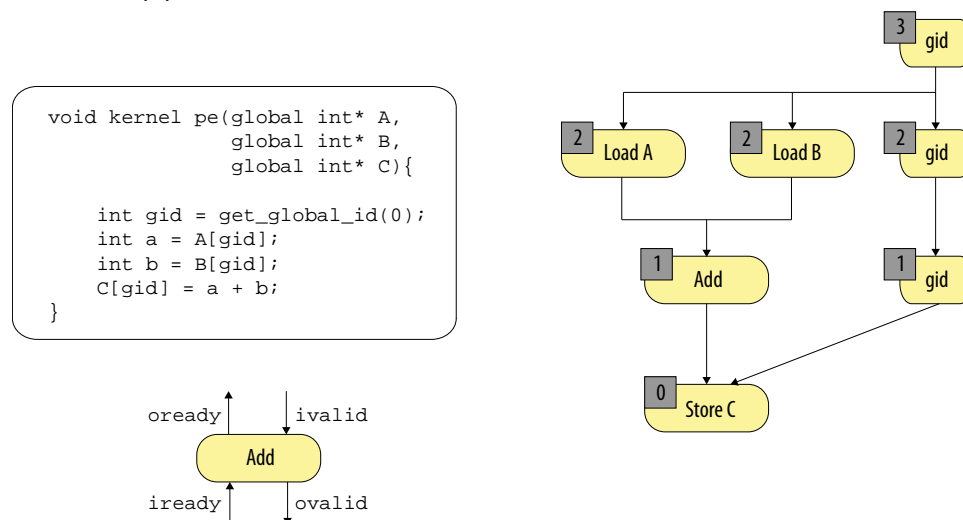 void kernel pe(global int* A,
global int* B,
global int* C){
int gid = get_global_id(0);
int a = A[gid];
int b = B[gid];
C[gid] = a + b;
}
oready
ivalid
Add
iready
ovalid
3
gid
2
Load A
2
Load B
2
gid
1
Add
1
gid
0
Store C